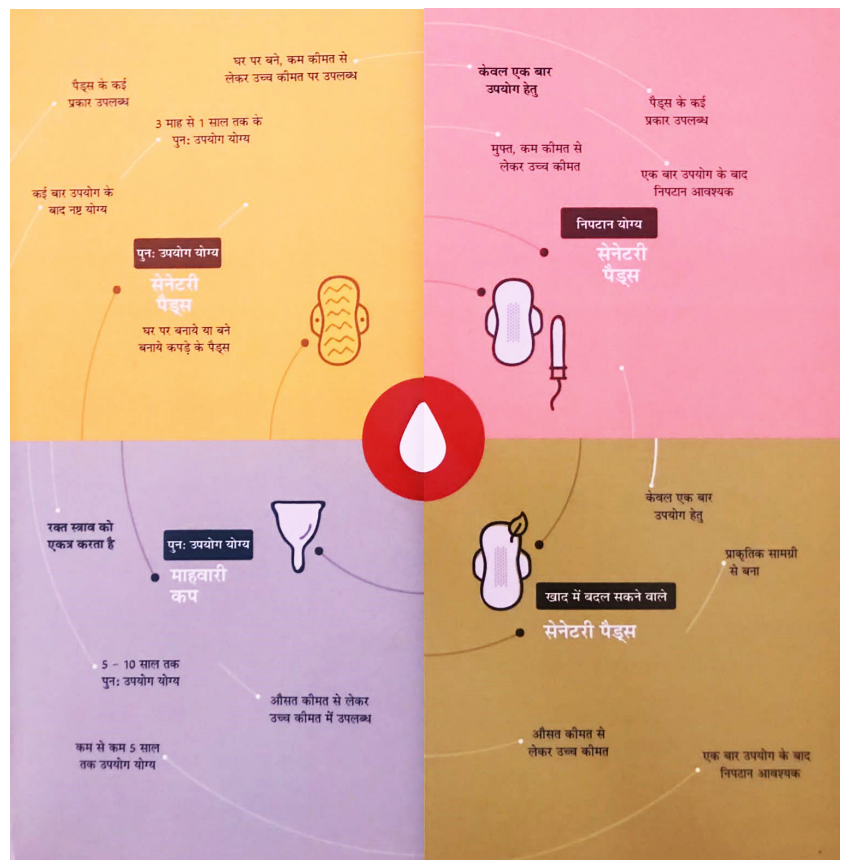 घर पर बने, कम कीमत से
लेकर उच्च कीमत पर उपलब्ध
पैड्स के कई
प्रकार उपलब्ध
3 माह से 1 साल तक के
पुन: उपयोग योग्य
कई बार उपयोग के
बाद नष्ट योग्य
पुन: उपयोग योग्य
सेनेटरी
पैड्स
घर पर बनाये या बने
बनाये कपड़े के पैड्स
केवल एक बार
उपयोग हेतु
पैड्स के कई
प्रकार उपलब्ध
मुफ्त, कम कीमत से
लेकर उच्च कीमत
एक बार उपयोग के बाद
निपटान आवश्यक
निपटान योग्य
सेनेटरी
पैड्स
रक्त स्त्राव को
एकत्र करता है
पुन: उपयोग योग्य
माहवारी
कप
5 - 10 साल तक
पुन: उपयोग योग्य
औसत कीमत से लेकर
उच्च कीमत में उपलब्ध
कम से कम 5 साल
तक उपयोग योग्य
केवल एक बार
उपयोग हेतु
प्राकृतिक सामग्री
से बना
खाद में बदल सकने वाले
सेनेटरी पैड्स
औसत कीमत से
लेकर उच्च कीमत
एक बार उपयोग के बाद
निपटान आवश्यक